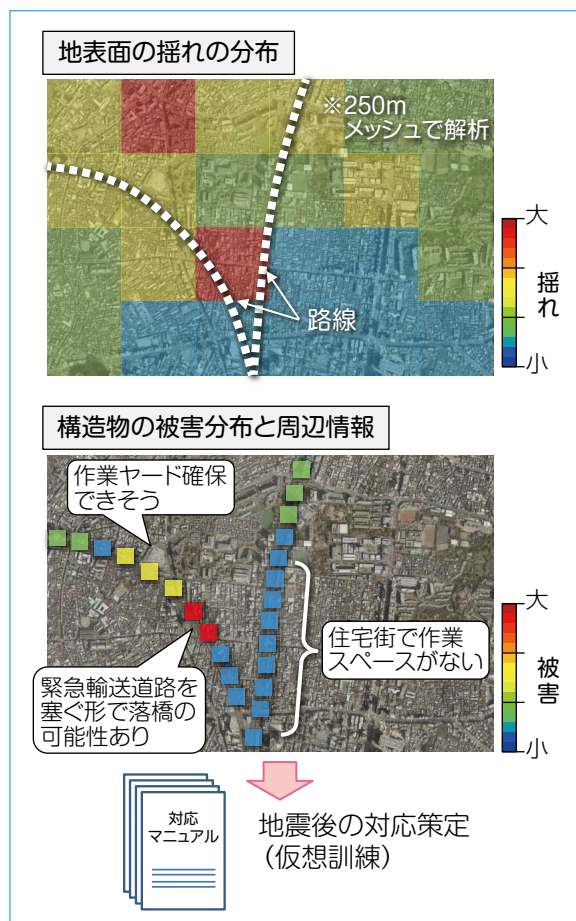 地表面の揺れの分布
※250m
メッシュで解析
路線
大
揺れ
小
構造物の被害分布と周辺情報
作業ヤード確保
できそう
緊急輸送道路を
塞ぐ形で落橋の
可能性あり
住宅街で作業
スペースがない
大
被害
小
対応
マニュアル
地震後の対応策定
(仮想訓練)